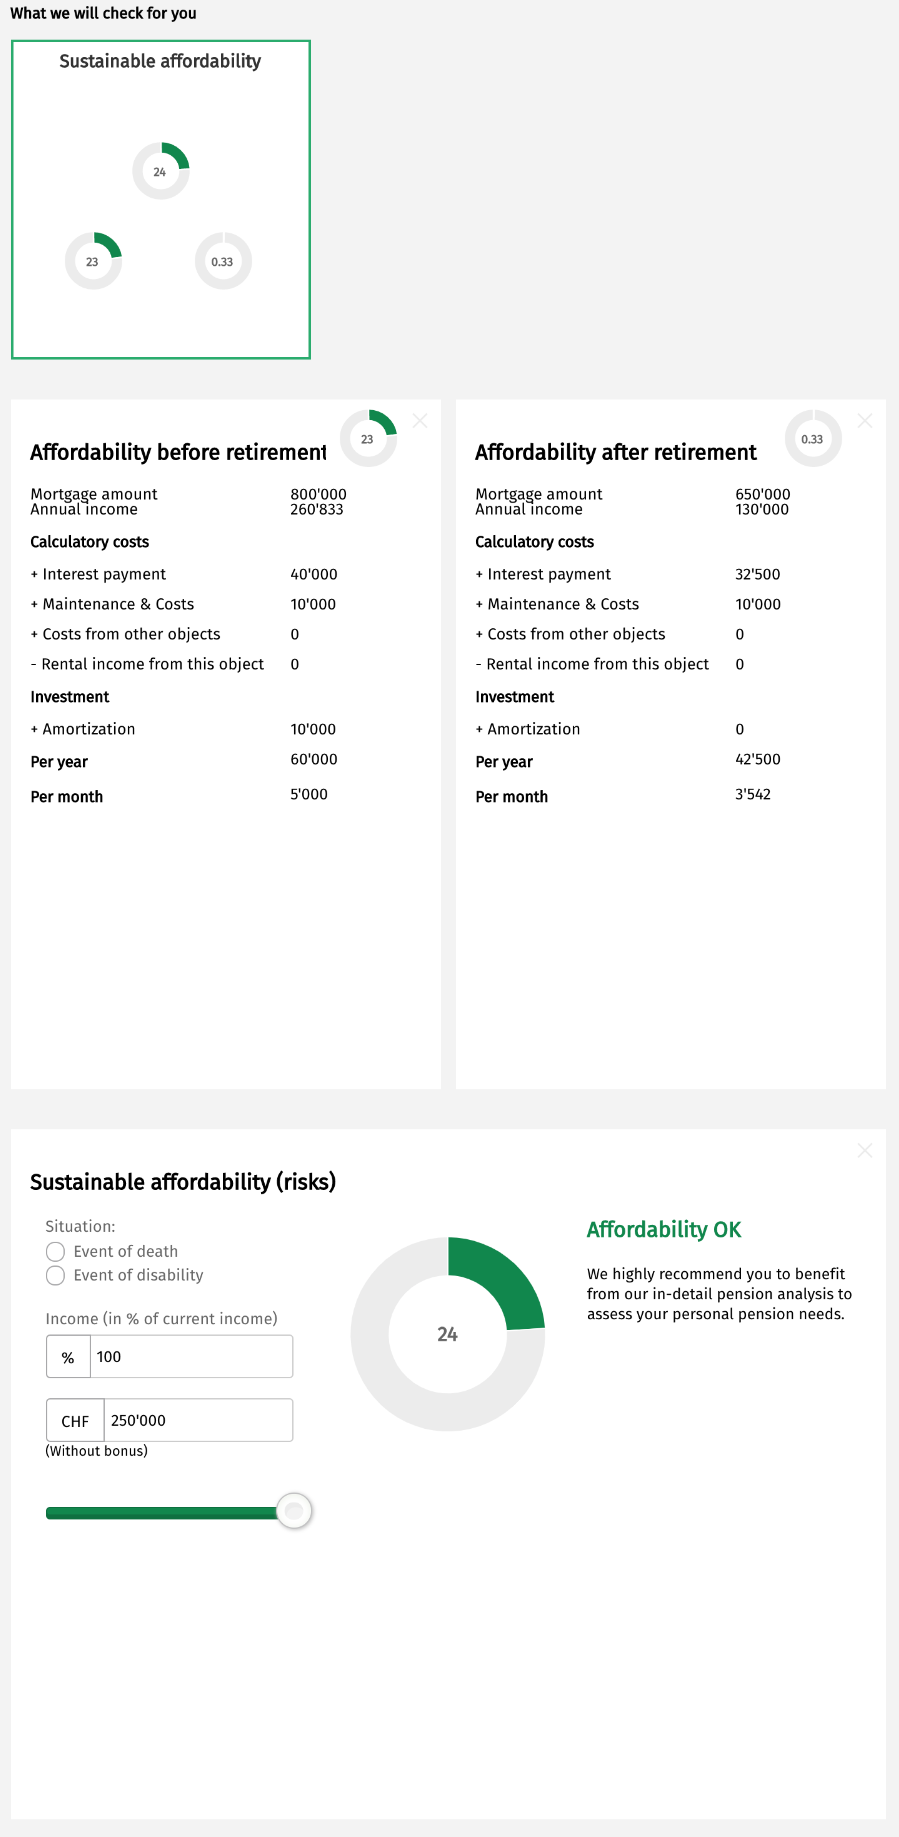 What we will check for you
Sustainable affordability
24
23
0.33
Affordability before retirement
23
Mortgage amount 800'000
Annual income 260'833
Calculatory costs
+ Interest payment 40'000
+ Maintenance & Costs 10'000
+ Costs from other objects 0
- Rental income from this object 0
Investment
+ Amortization 10'000
Per year 60'000
Per month 5'000
Affordability after retirement
0.33
Mortgage amount 650'000
Annual income 130'000
Calculatory costs
+ Interest payment 32'500
+ Maintenance & Costs 10'000
+ Costs from other objects 0
- Rental income from this object 0
Investment
+ Amortization 0
Per year 42'500
Per month 3'542
Sustainable affordability (risks)
Situation:
Event of death
Event of disability
Income (in % of current income)
% 100
CHF 250'000
(Without bonus)
24
Affordability OK
We highly recommend you to benefit
from our in-detail pension analysis to
assess your personal pension needs.